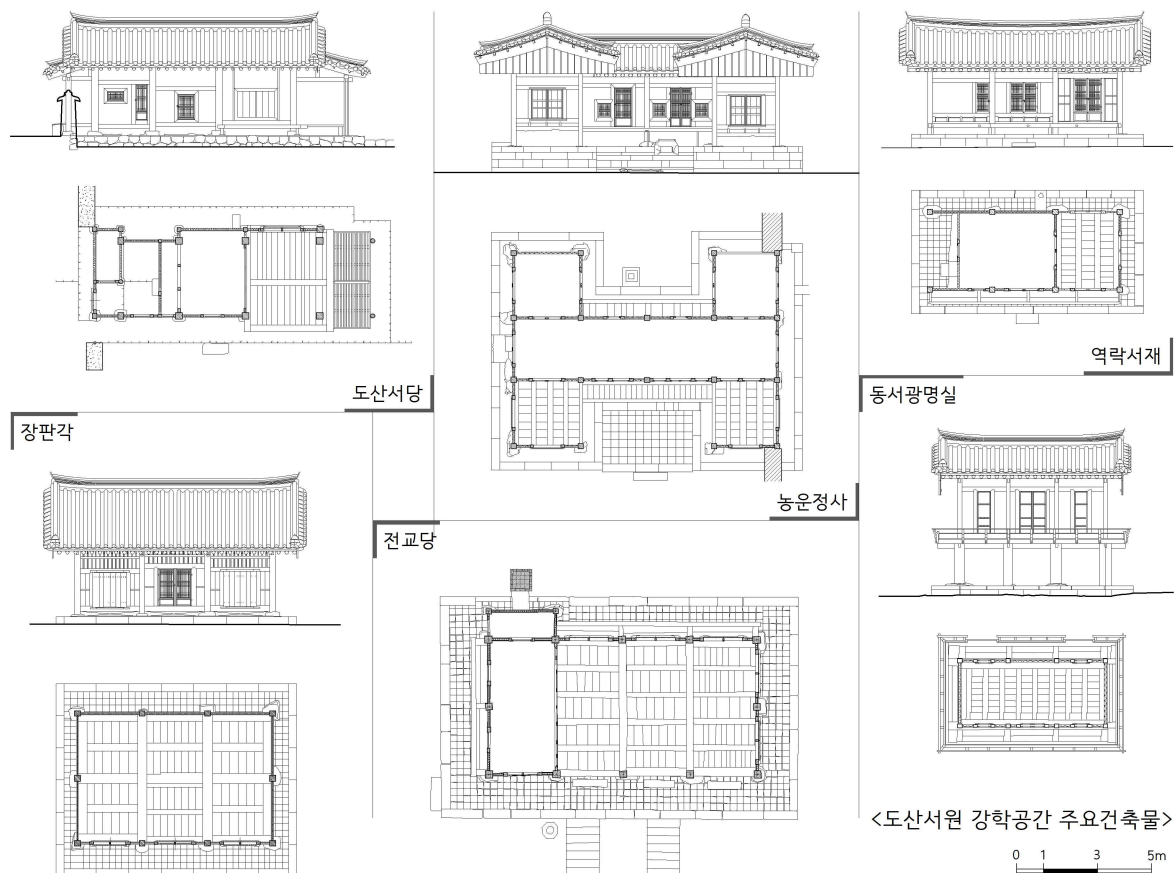 도산서당
농운정사
역락서재
장판각
전교당
동서광명실
<도산서원 강학공간 주요건축물>
0 1 3 5m